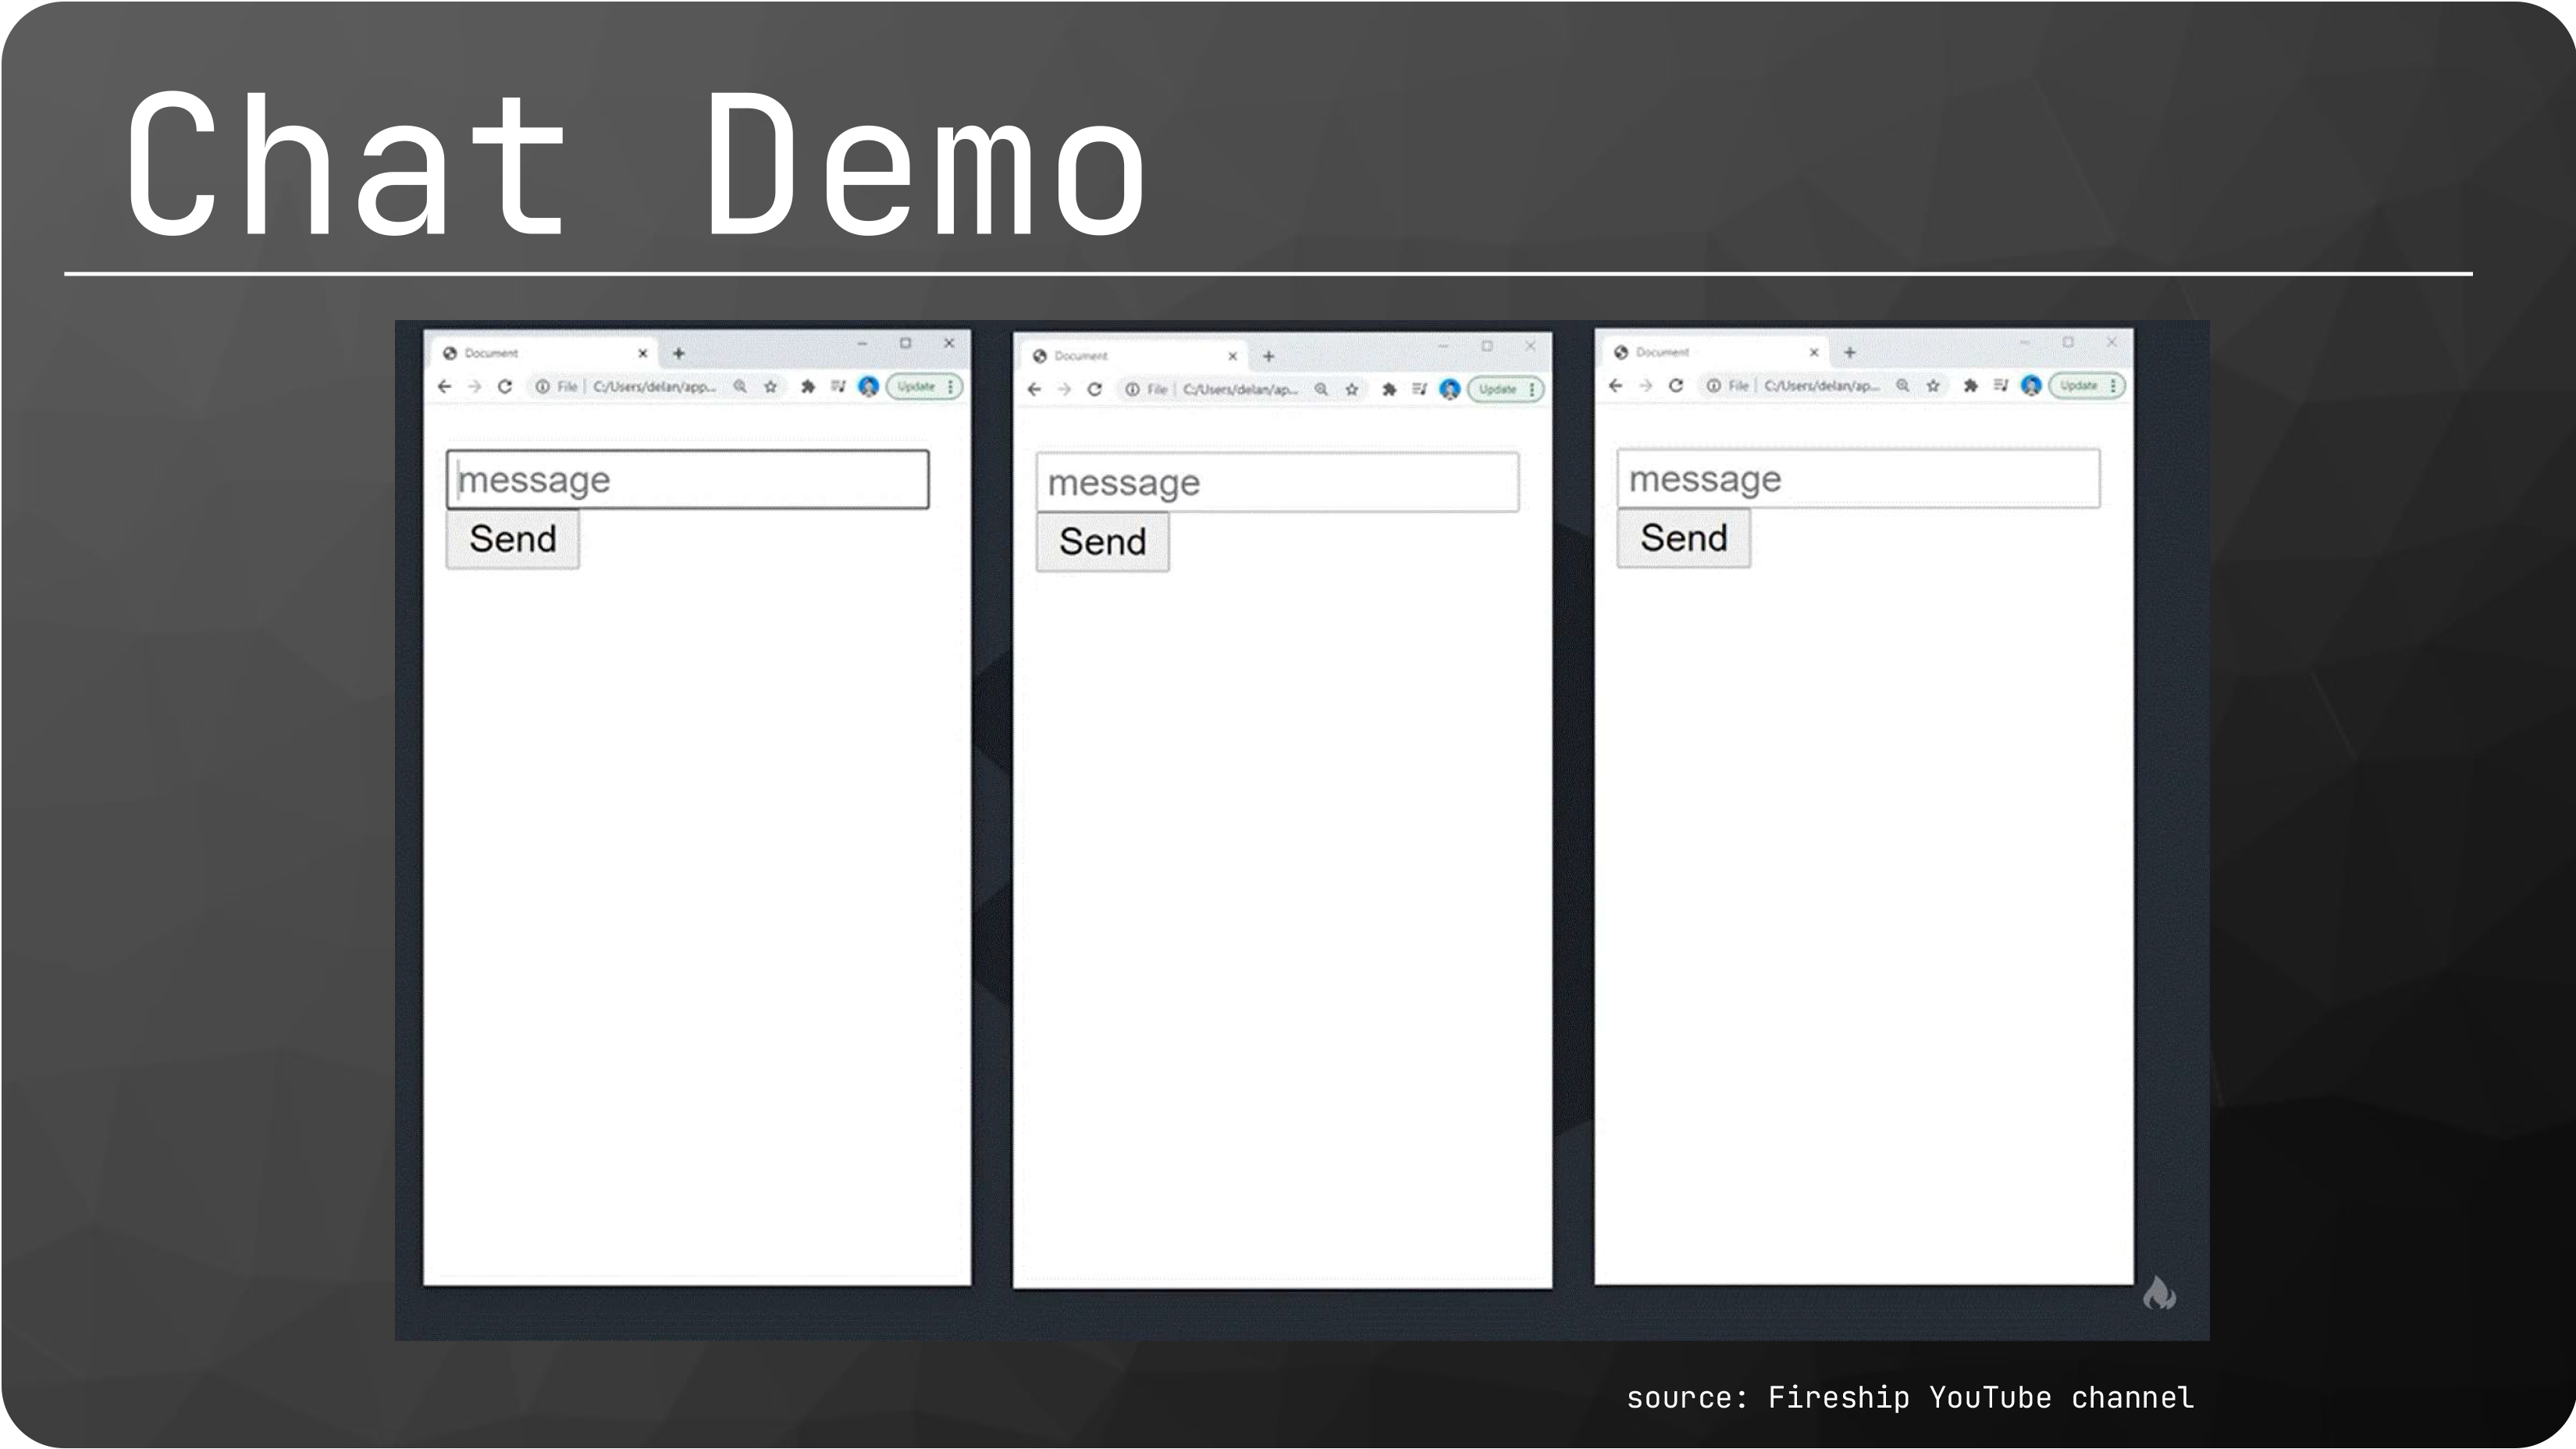 Chat Demo
Document
File C:/Users/delan/app...
Update
message
Send
Document
File C:/Users/delan/ap...
Update
message
Send
Document
File C:/Users/delan/ap...
Update
message
Send
source: Fireship YouTube channel